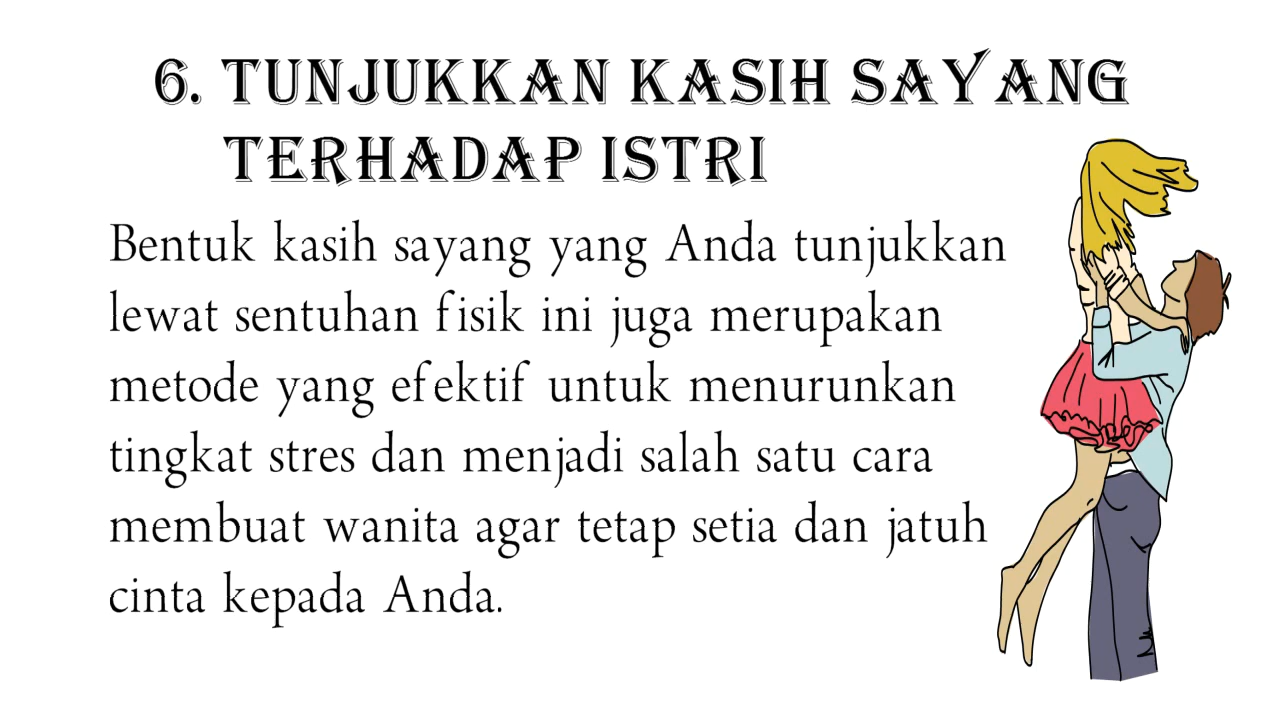 6. TUNJUKKAN KASIH SAYANG
TERHADAP ISTRI
Bentuk kasih sayang yang Anda tunjukkan
lewat sentuhan fisik ini juga merupakan
metode yang efektif untuk menurunkan
tingkat stres dan menjadi salah satu cara
membuat wanita agar tetap setia dan jatuh
cinta kepada Anda.